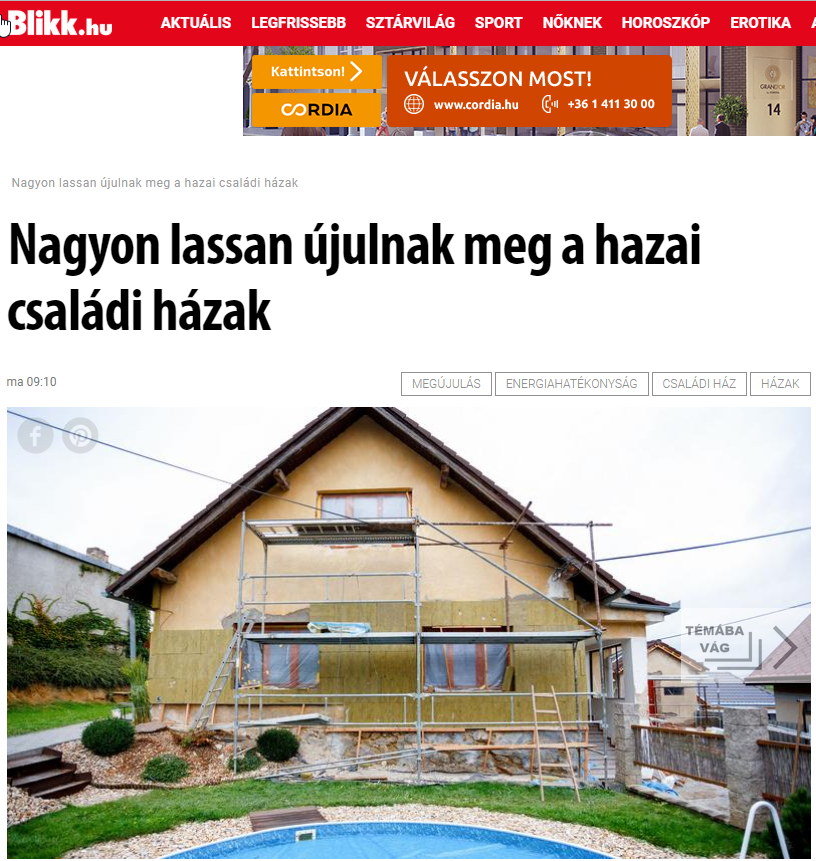 Blikk.hu
AKTUÁLIS LEGFRISSEBB SZTÁRVILÁG SPORT NŐKNEK HOROSZKÓP EROTIKA
Kattintson!
CORDIA
VÁLASSZON MOST!
www.cordia.hu +36 1 411 30 00
14
Nagyon lassan újulnak meg a hazai családi házak
Nagyon lassan újulnak meg a hazai
családi házak
ma 09:10
MEGÚJULÁS ENERGIAHATÉKONYSÁG CSALÁDI HÁZ HÁZAK
TÉMÁBA
VÁG